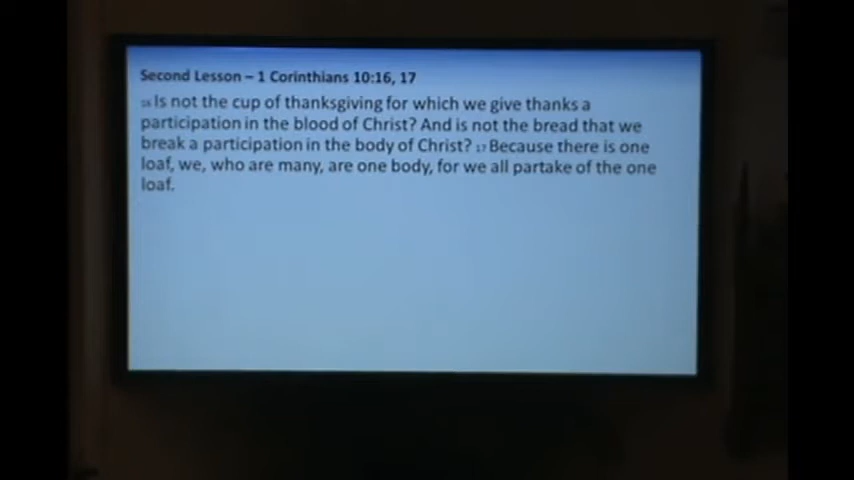 Second Lesson – 1 Corinthians 10:16, 17
16 Is not the cup of thanksgiving for which we give thanks a
participation in the blood of Christ? And is not the bread that we
break a participation in the body of Christ? 17 Because there is one
loaf, we, who are many, are one body, for we all partake of the one
loaf.